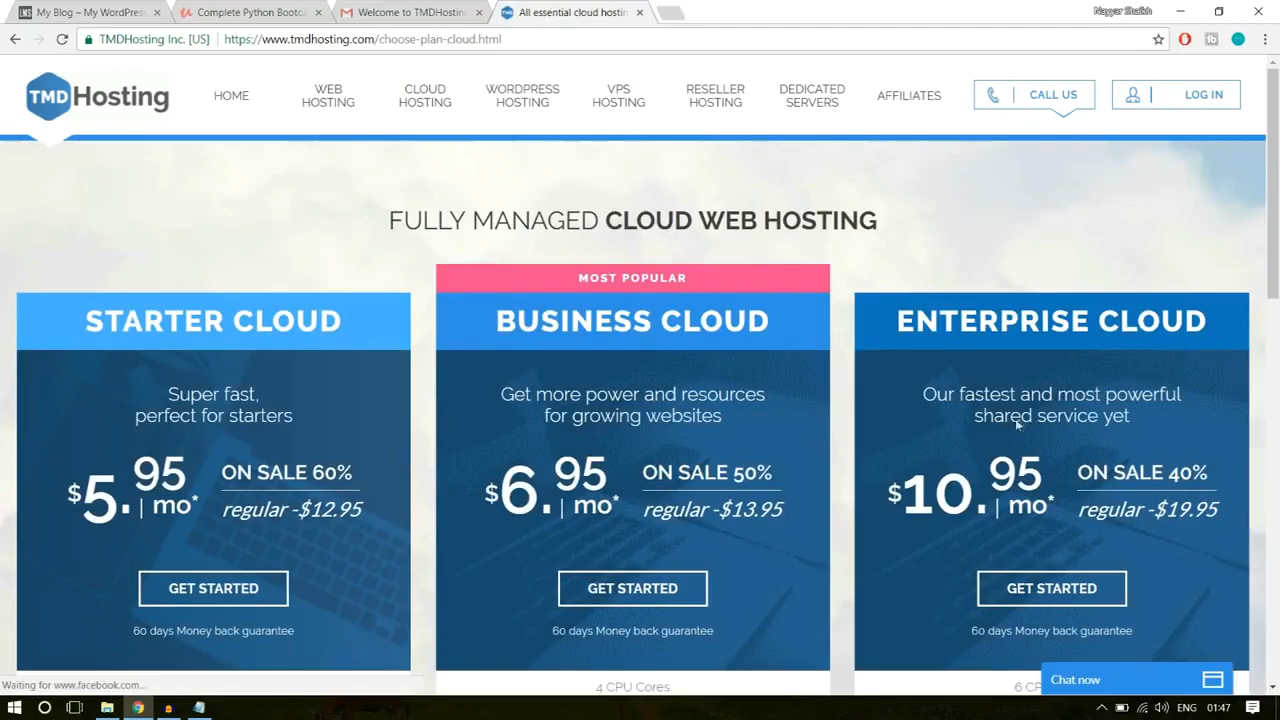 My Blog – My WordPress
Complete Python Bootca
Welcome to TMDHostin
All essential cloud hostin
Nayyar Shaikh
TMDHosting Inc. [US]
https://www.tmdhosting.com/choose-plan-cloud.html
TMDHosting
HOME
WEB
HOSTING
CLOUD
HOSTING
WORDPRESS
HOSTING
VPS
HOSTING
RESELLER
HOSTING
DEDICATED
SERVERS
AFFILIATES
CALL US
LOG IN
FULLY MANAGED CLOUD WEB HOSTING
MOST POPULAR
STARTER CLOUD
Super fast,
perfect for starters
$5.95 | mo*
ON SALE 60%
regular -$12.95
GET STARTED
60 days Money back guarantee
BUSINESS CLOUD
Get more power and resources
for growing websites
$6.95 | mo*
ON SALE 50%
regular -$13.95
GET STARTED
60 days Money back guarantee
4 CPU Cores
ENTERPRISE CLOUD
Our fastest and most powerful
shared service yet
$10.95 | mo*
ON SALE 40%
regular -$19.95
GET STARTED
60 days Money back guarantee
6 CP
Chat now
Waiting for www.facebook.com...
ENG
01:47